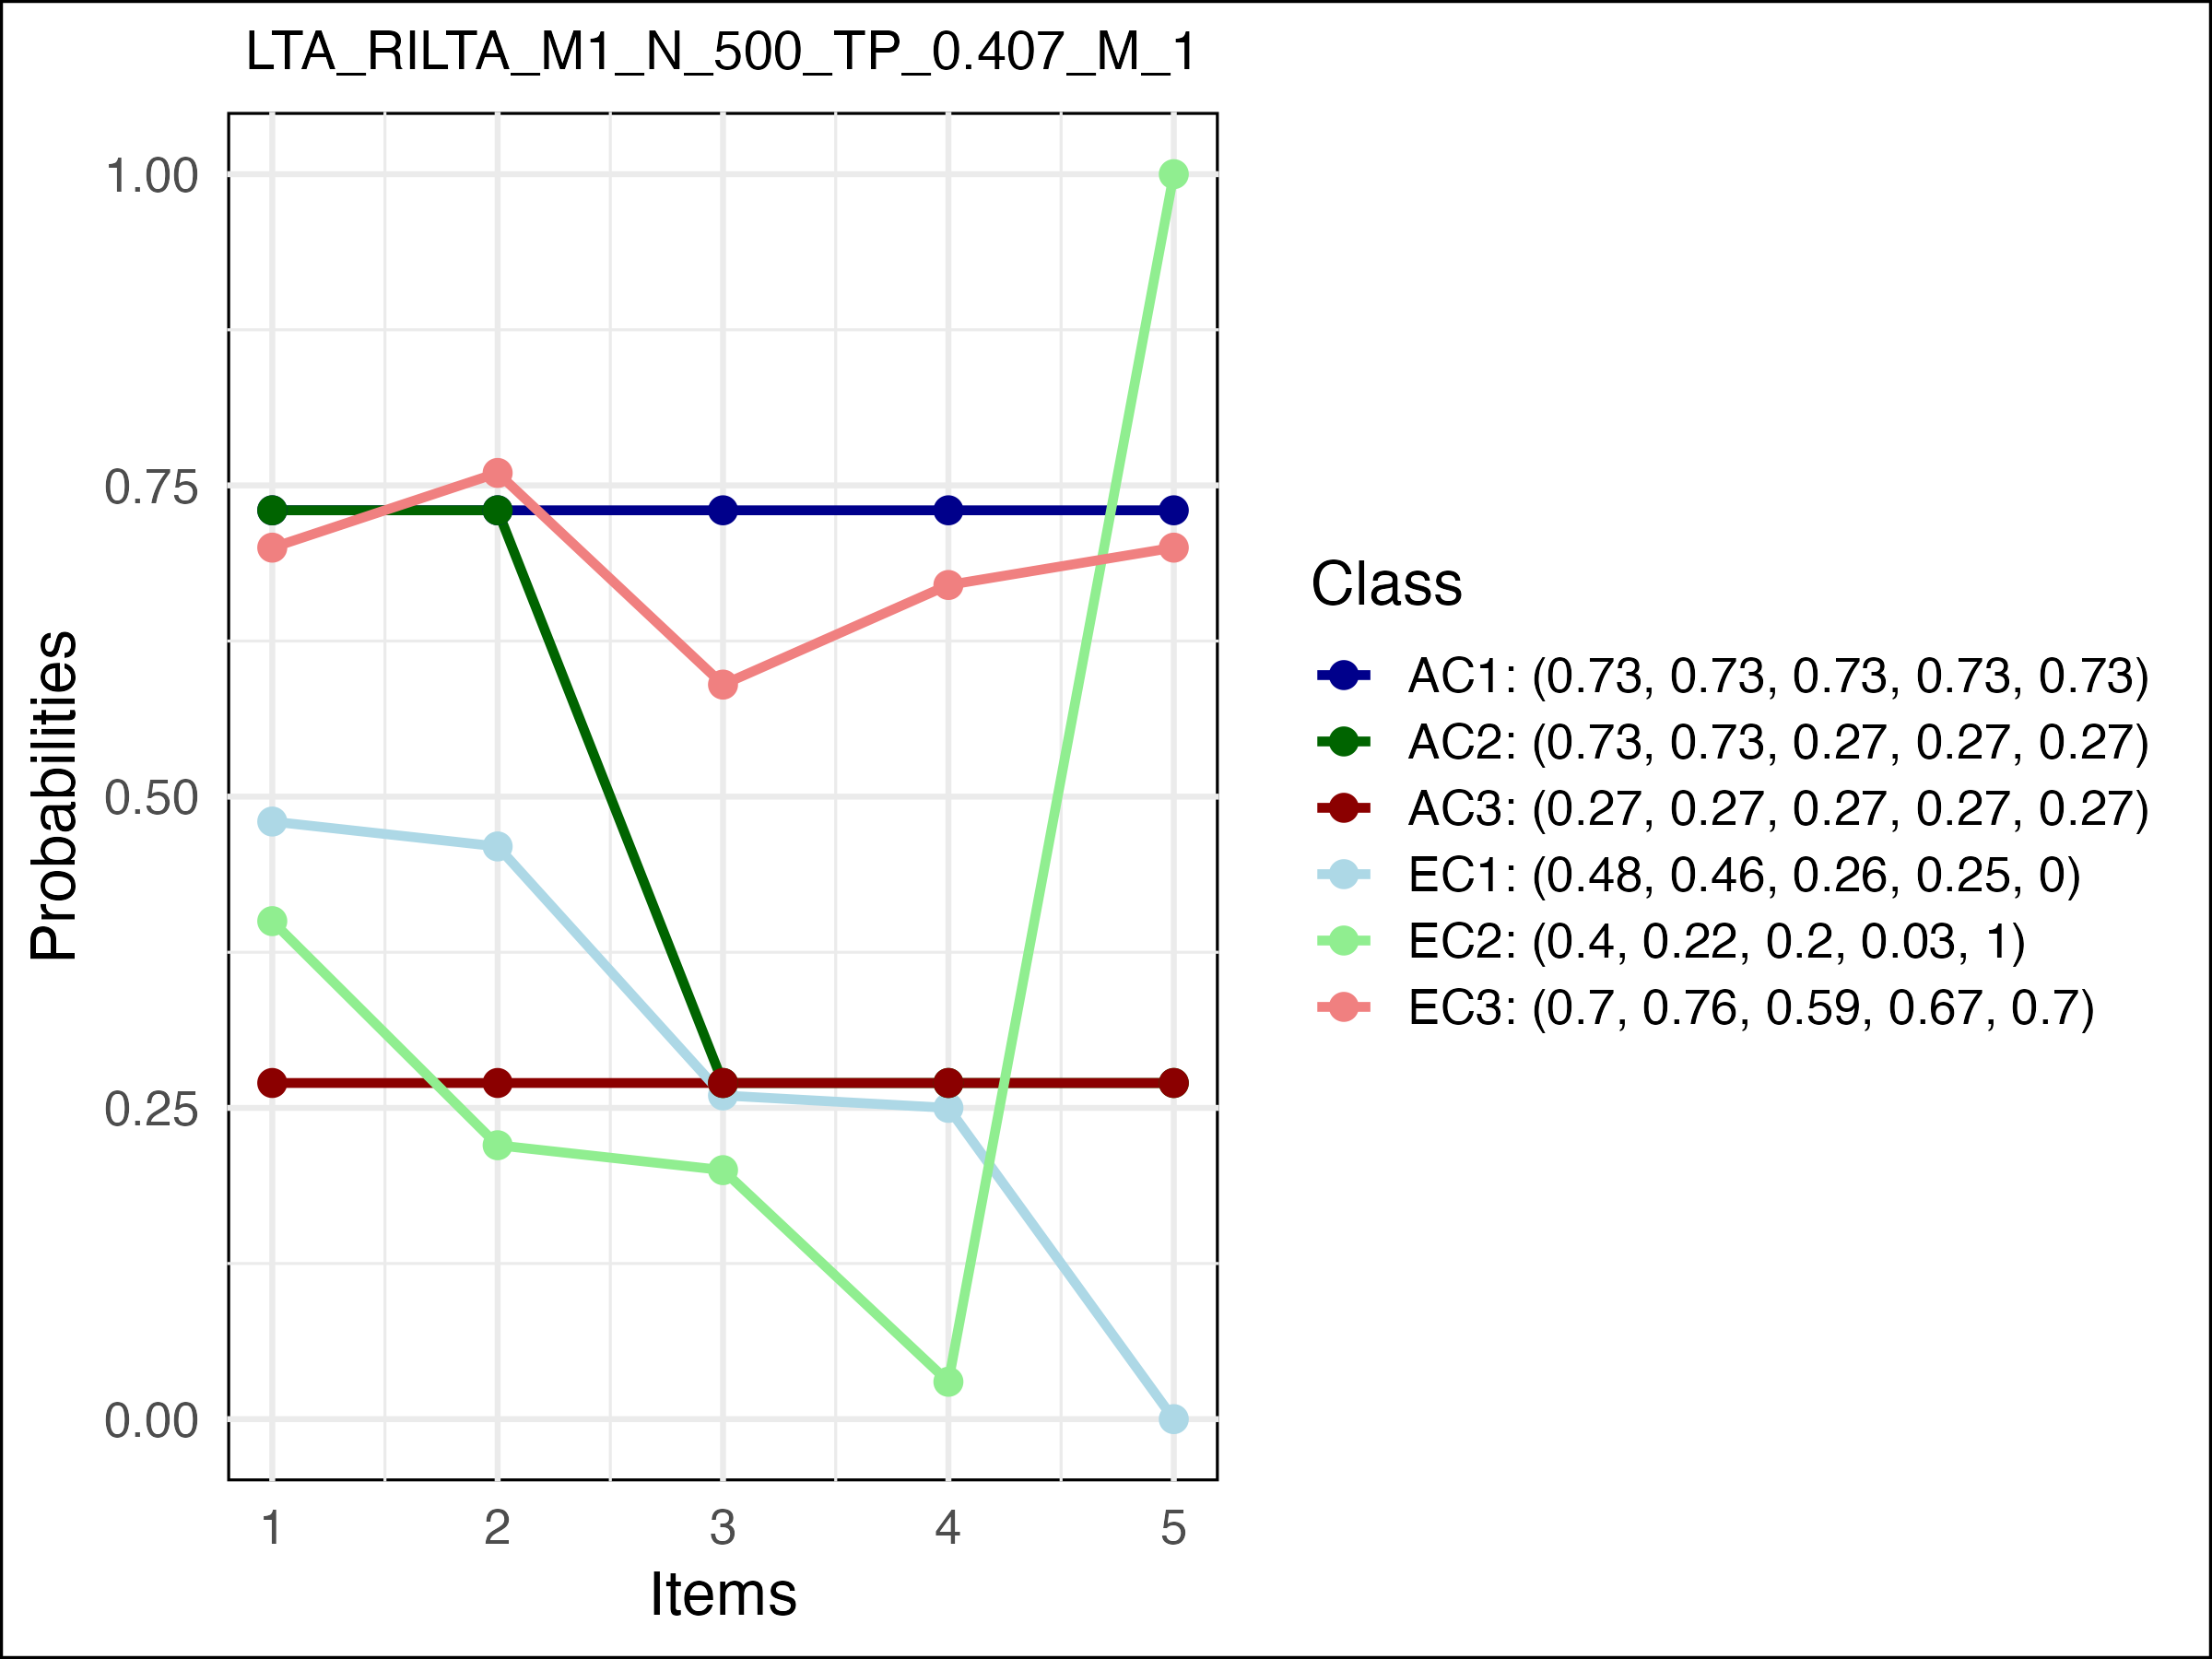 LTA_RILTA_M1_N_500_TP_0.407_M_1
1.00
0.75
0.50
0.25
0.00
Probabilities
1 2 3 4 5
Items
Class
AC1: (0.73, 0.73, 0.73, 0.73, 0.73)
AC2: (0.73, 0.73, 0.27, 0.27, 0.27)
AC3: (0.27, 0.27, 0.27, 0.27, 0.27)
EC1: (0.48, 0.46, 0.26, 0.25, 0)
EC2: (0.4, 0.22, 0.2, 0.03, 1)
EC3: (0.7, 0.76, 0.59, 0.67, 0.7)